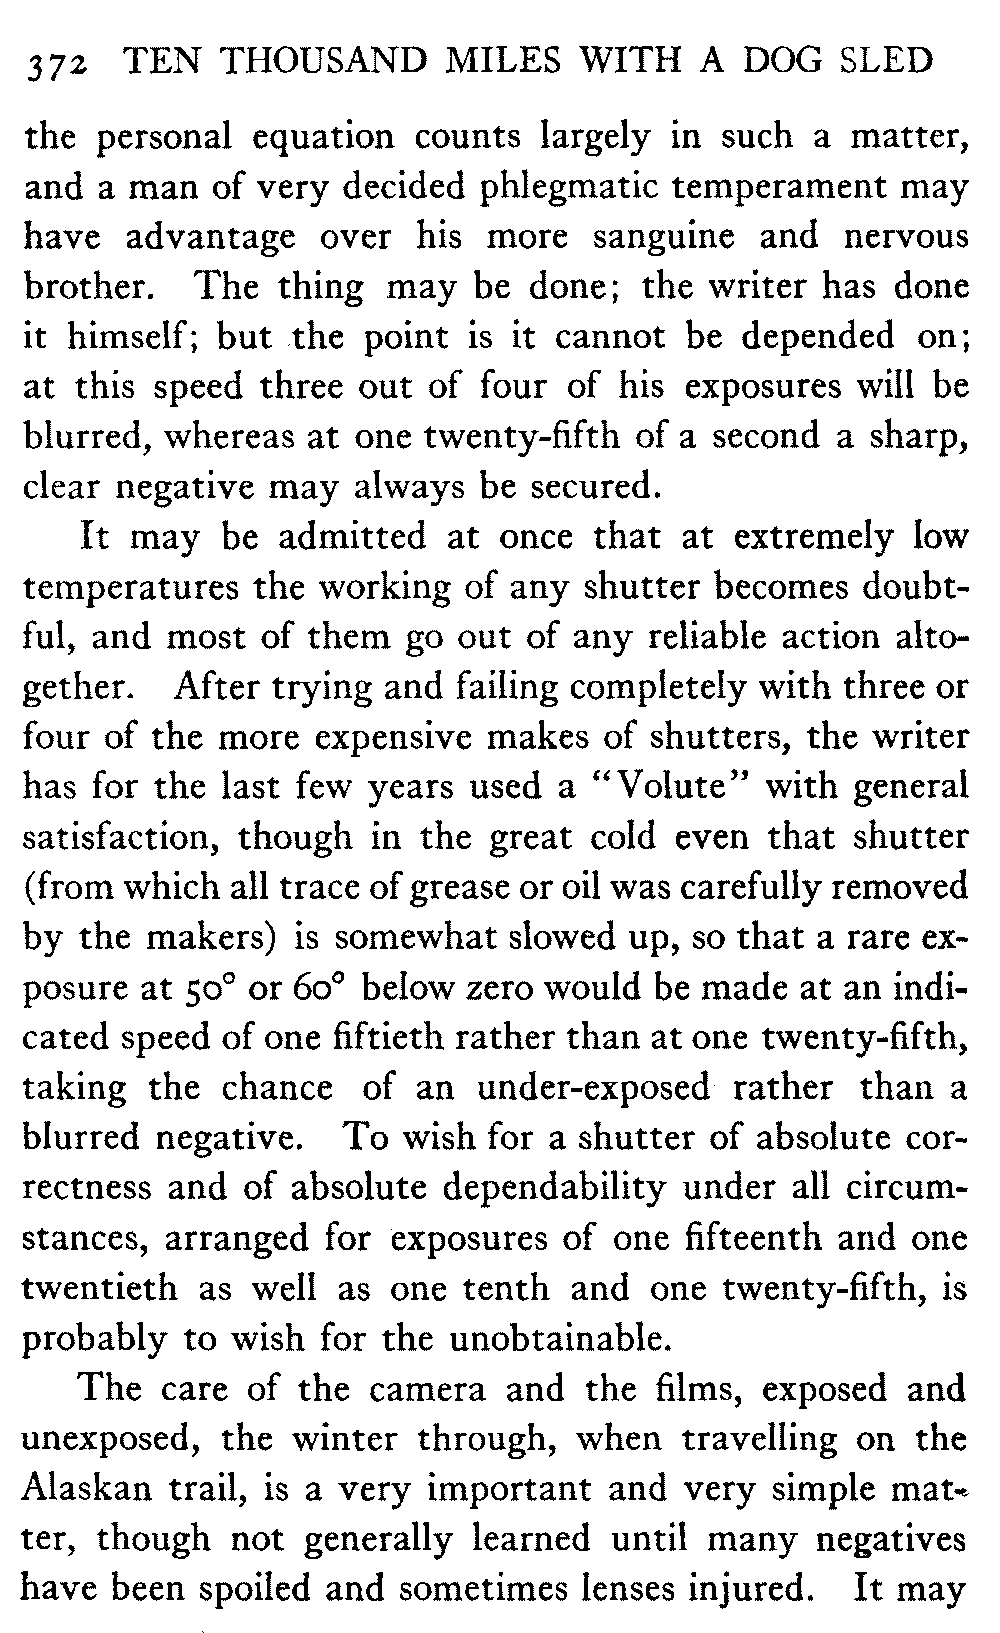 372 TEN THOUSAND MILES WITH A DOG SLED
the personal equation counts largely in such a matter,
and a man of very decided phlegmatic temperament may
have advantage over his more sanguine and nervous
brother. The thing may be done; the writer has done
it himself; but the point is it cannot be depended on;
at this speed three out of four of his exposures will be
blurred, whereas at one twenty-fifth of a second a sharp,
clear negative may always be secured.
It may be admitted at once that at extremely low
temperatures the working of any shutter becomes doubt-
ful, and most of them go out of any reliable action alto-
gether. After trying and failing completely with three or
four of the more expensive makes of shutters, the writer
has for the last few years used a “Volute” with general
satisfaction, though in the great cold even that shutter
(from which all trace of grease or oil was carefully removed
by the makers) is somewhat slowed up, so that a rare ex-
posure at 50° or 60° below zero would be made at an indi-
cated speed of one fiftieth rather than at one twenty-fifth,
taking the chance of an under-exposed rather than a
blurred negative. To wish for a shutter of absolute cor-
rectness and of absolute dependability under all circum-
stances, arranged for exposures of one fifteenth and one
twentieth as well as one tenth and one twenty-fifth, is
probably to wish for the unobtainable.
The care of the camera and the films, exposed and
unexposed, the winter through, when travelling on the
Alaskan trail, is a very important and very simple mat-
ter, though not generally learned until many negatives
have been spoiled and sometimes lenses injured. It may